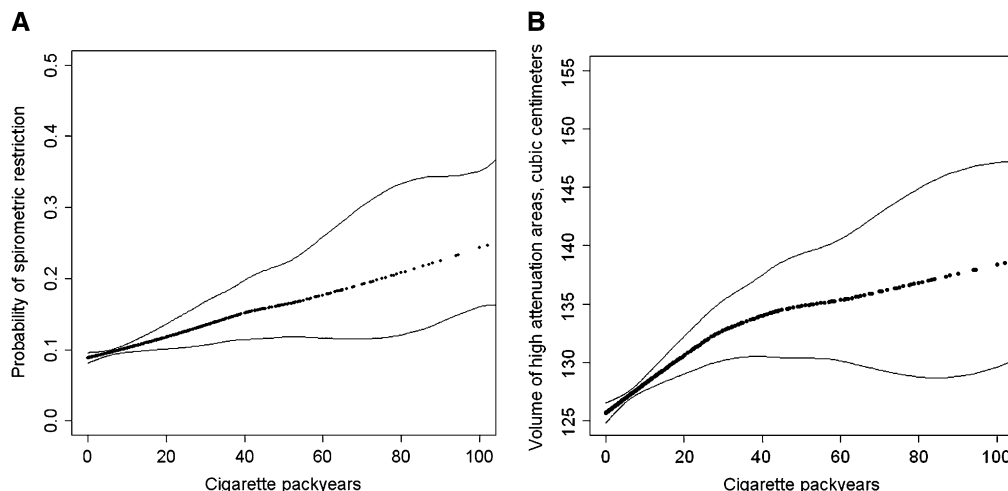 A
Probability of spirometric restriction
0.5
0.4
0.3
0.2
0.1
0.0
0 20 40 60 80 100
Cigarette packyears
B
Volume of high attenuation areas, cubic centimeters
155
150
145
140
135
130
125
0 20 40 60 80 100
Cigarette packyears